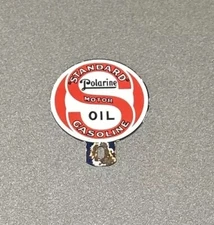 STANDARD
Polarine
MOTOR
OIL
GASOLINE